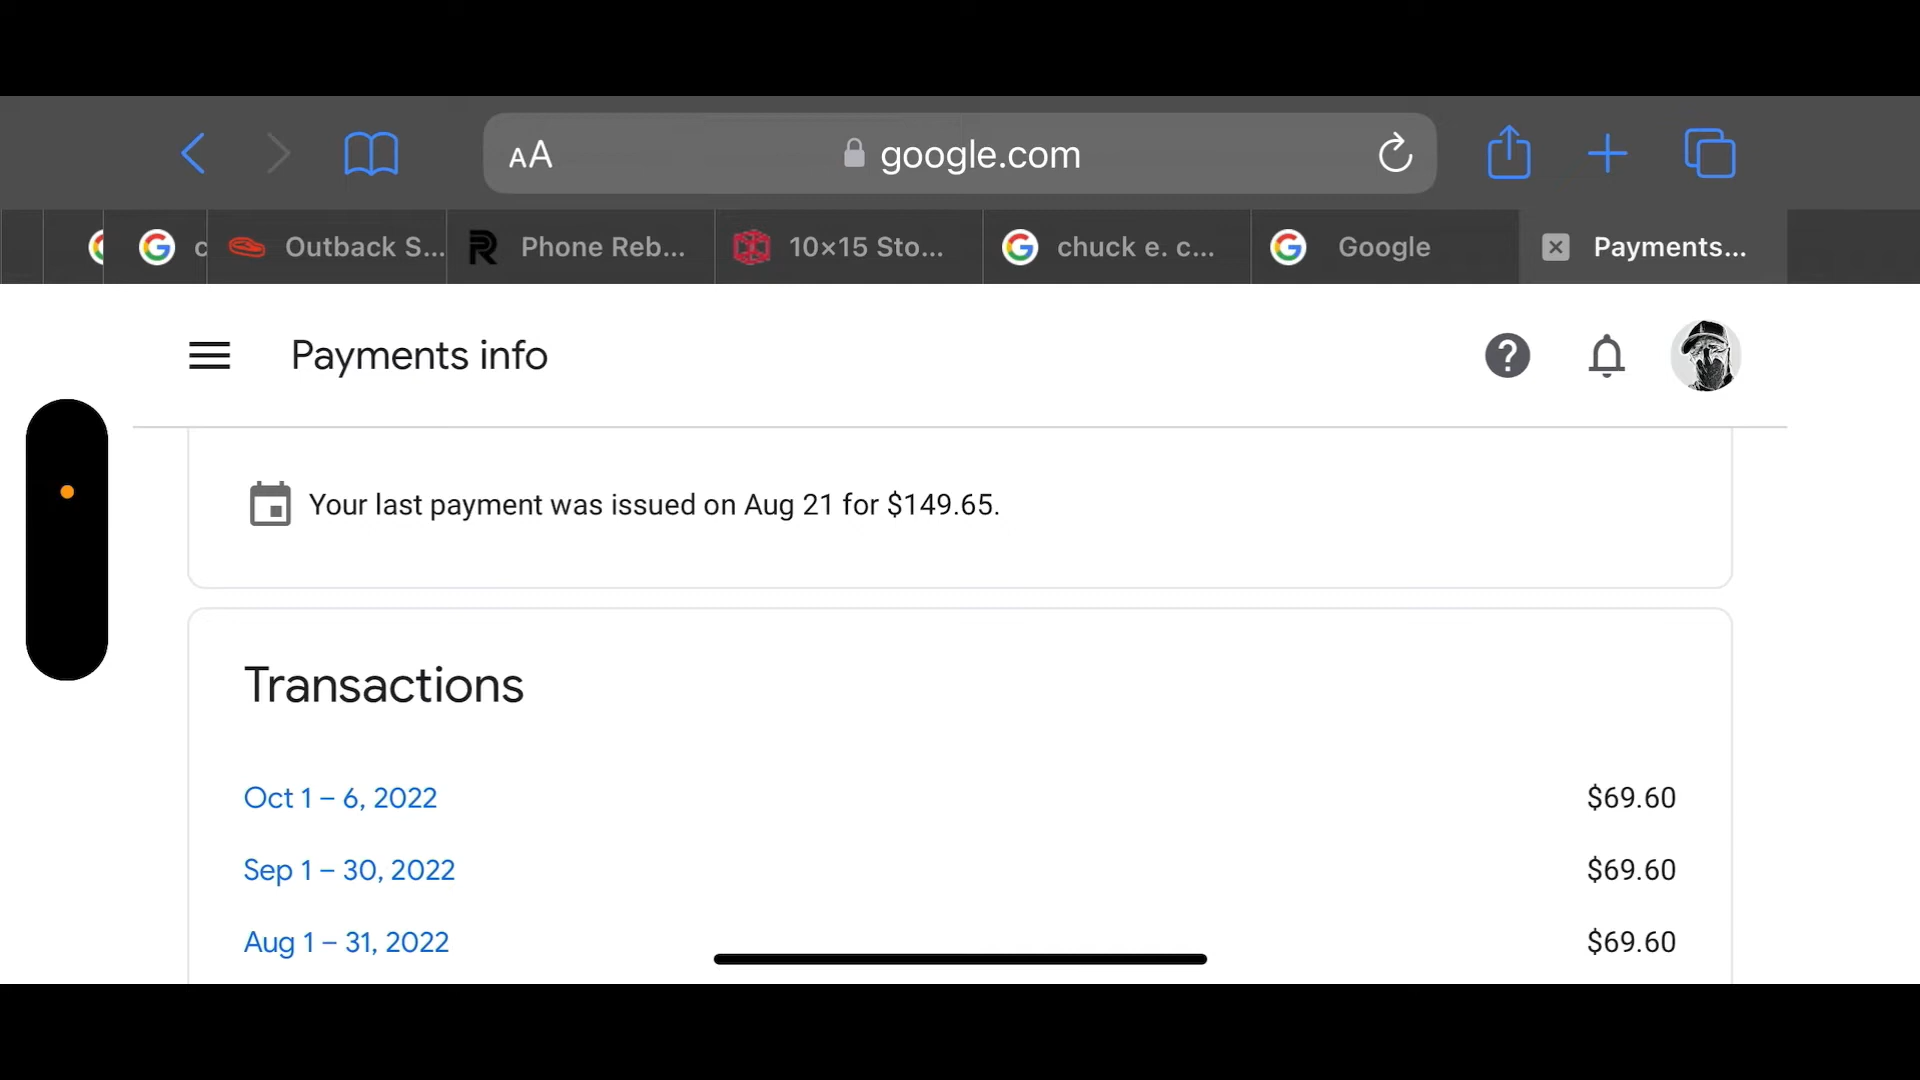 AA google.com
c Outback S... Phone Reb... 10×15 Sto... chuck e. c... Google Payments...
Payments info
Your last payment was issued on Aug 21 for $149.65.
Transactions
Oct 1 – 6, 2022 $69.60
Sep 1 – 30, 2022 $69.60
Aug 1 – 31, 2022 $69.60